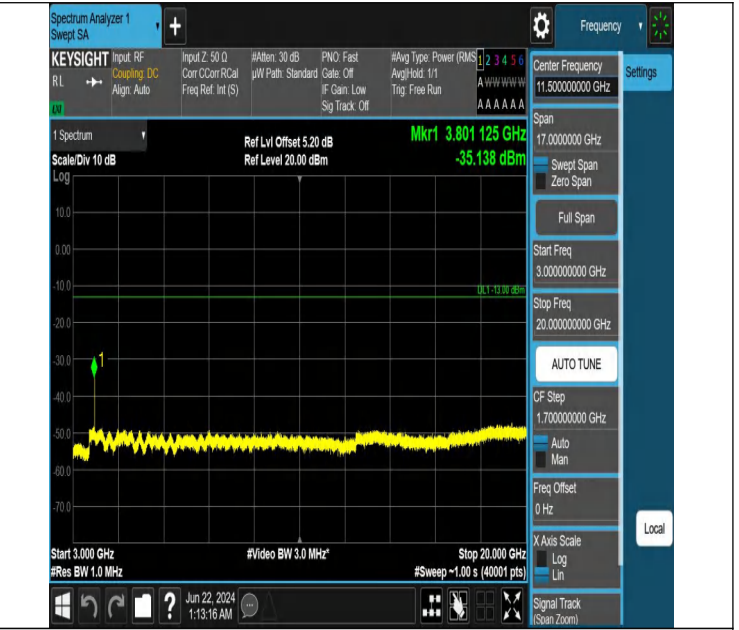 Spectrum Analyzer 1
Swept SA
Frequency
KEYSIGHT
RL
Input: RF
Coupling: DC
Align: Auto
Input Z: 50 Ω
Corr CCorr RCal
Freq Ref: Int (S)
#Atten: 30 dB
µW Path: Standard
PNO: Fast
Gate: Off
IF Gain: Low
Sig Track: Off
#Avg Type: Power (RMS
Avg|Hold: 1/1
Trig: Free Run
1 2 3 4 5 6
A W W W W W
A A A A A A
Settings
Center Frequency
11.500000000 GHz
Span
17.0000000 GHz
Swept Span
Zero Span
Full Span
Start Freq
3.000000000 GHz
Stop Freq
20.000000000 GHz
AUTO TUNE
CF Step
1.700000000 GHz
Auto
Man
Freq Offset
0 Hz
X Axis Scale
Log
Lin
Signal Track
(Span Zoom)
Local
1 Spectrum
Scale/Div 10 dB
Log
Ref Lvl Offset 5.20 dB
Ref Level 20.00 dBm
Mkr1 3.801 125 GHz
-35.138 dBm
10.0
0.00
-10.0
-20.0
-30.0
-40.0
-50.0
-60.0
-70.0
DL1 -13.00 dBm
1
Start 3.000 GHz
#Res BW 1.0 MHz
#Video BW 3.0 MHz*
Stop 20.000 GHz
#Sweep ~1.00 s (40001 pts)
Jun 22, 2024
1:13:16 AM